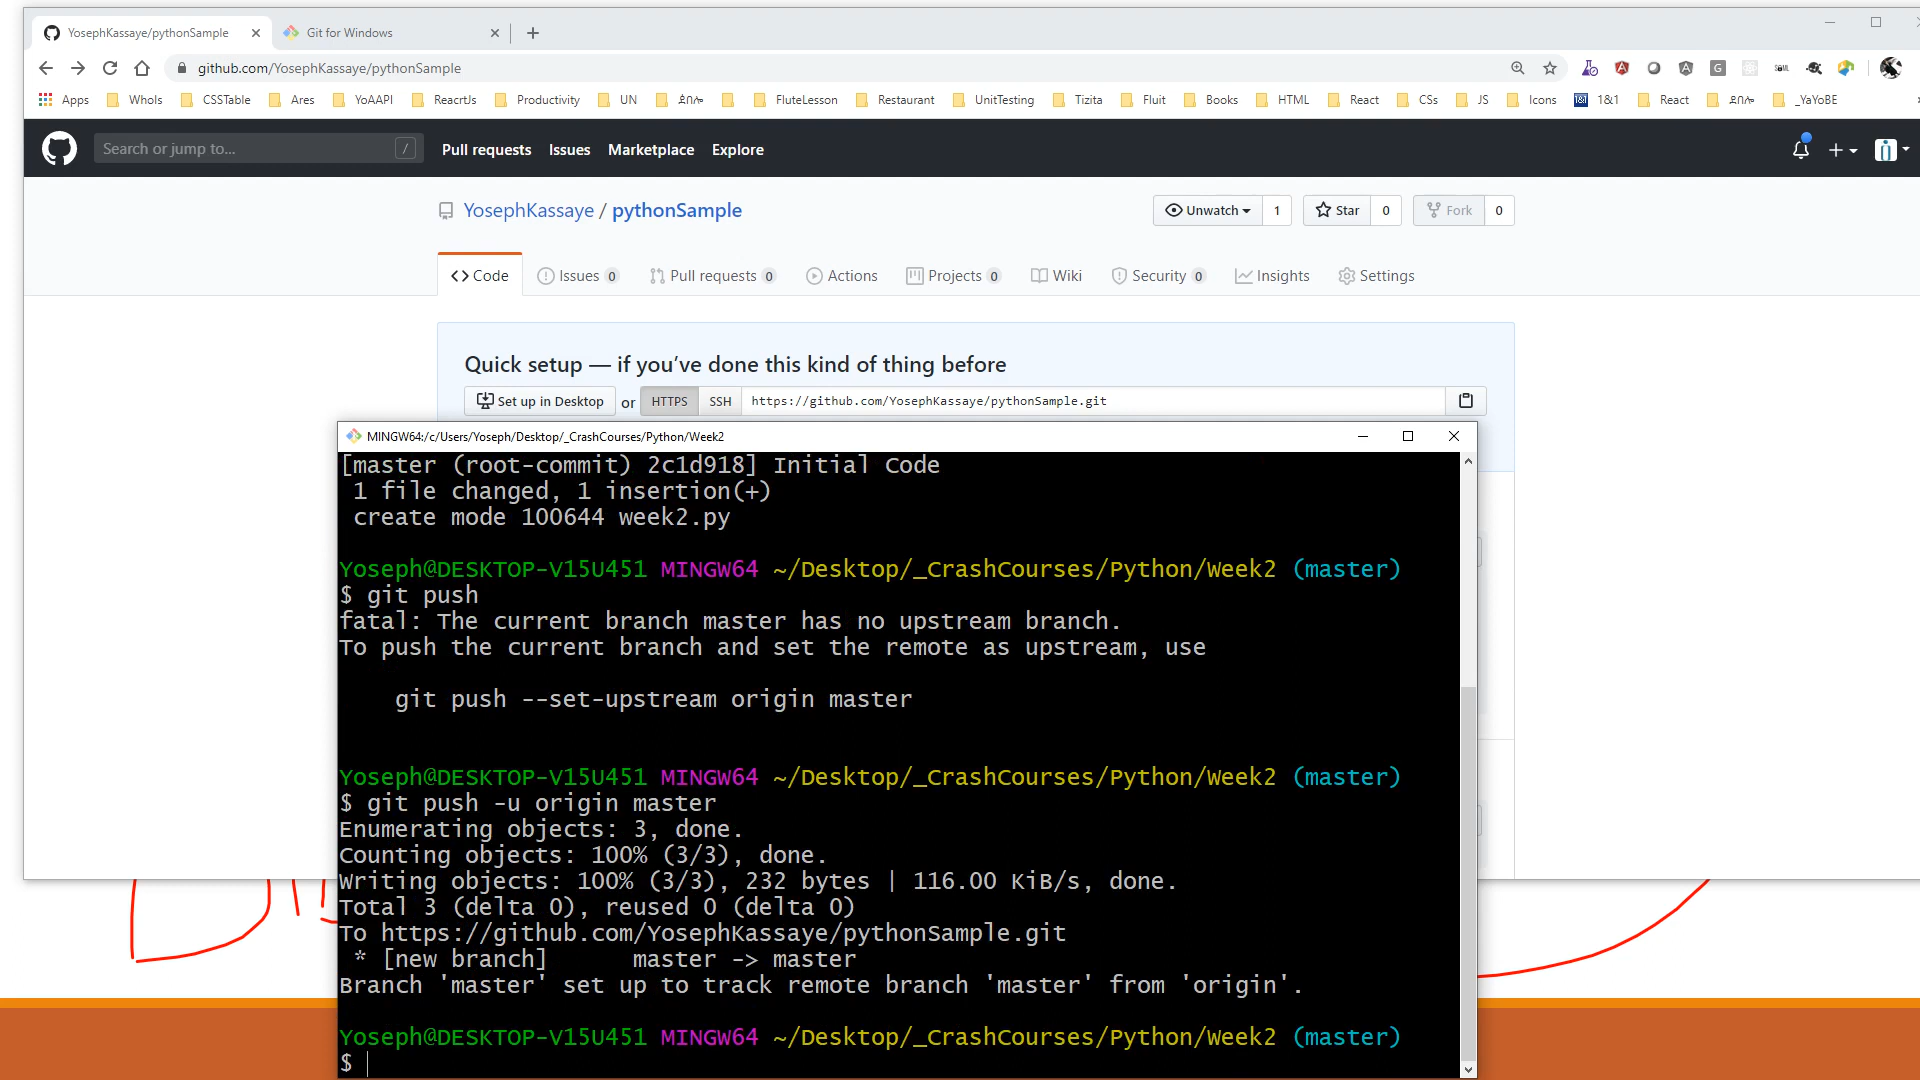 YosephKassaye/pythonSample
Git for Windows
github.com/YosephKassaye/pythonSample
Apps WhoIs CSSTable Ares YoAAPI ReacrtJs Productivity UN FluteLesson Restaurant UnitTesting Tizita Fluit Books HTML React CSs JS Icons 1&1 React _YaYoBE
Search or jump to... /
Pull requests Issues Marketplace Explore
YosephKassaye / pythonSample
Unwatch 1 Star 0 Fork 0
Code Issues 0 Pull requests 0 Actions Projects 0 Wiki Security 0 Insights Settings
Quick setup — if you’ve done this kind of thing before
Set up in Desktop or HTTPS SSH https://github.com/YosephKassaye/pythonSample.git
MINGW64:/c/Users/Yoseph/Desktop/_CrashCourses/Python/Week2
[master (root-commit) 2c1d918] Initial Code
1 file changed, 1 insertion(+)
create mode 100644 week2.py
Yoseph@DESKTOP-V15U451 MINGW64 ~/Desktop/_CrashCourses/Python/Week2 (master)
$ git push
fatal: The current branch master has no upstream branch.
To push the current branch and set the remote as upstream, use
git push --set-upstream origin master
Yoseph@DESKTOP-V15U451 MINGW64 ~/Desktop/_CrashCourses/Python/Week2 (master)
$ git push -u origin master
Enumerating objects: 3, done.
Counting objects: 100% (3/3), done.
Writing objects: 100% (3/3), 232 bytes | 116.00 KiB/s, done.
Total 3 (delta 0), reused 0 (delta 0)
To https://github.com/YosephKassaye/pythonSample.git
* [new branch] master -> master
Branch 'master' set up to track remote branch 'master' from 'origin'.
Yoseph@DESKTOP-V15U451 MINGW64 ~/Desktop/_CrashCourses/Python/Week2 (master)
$